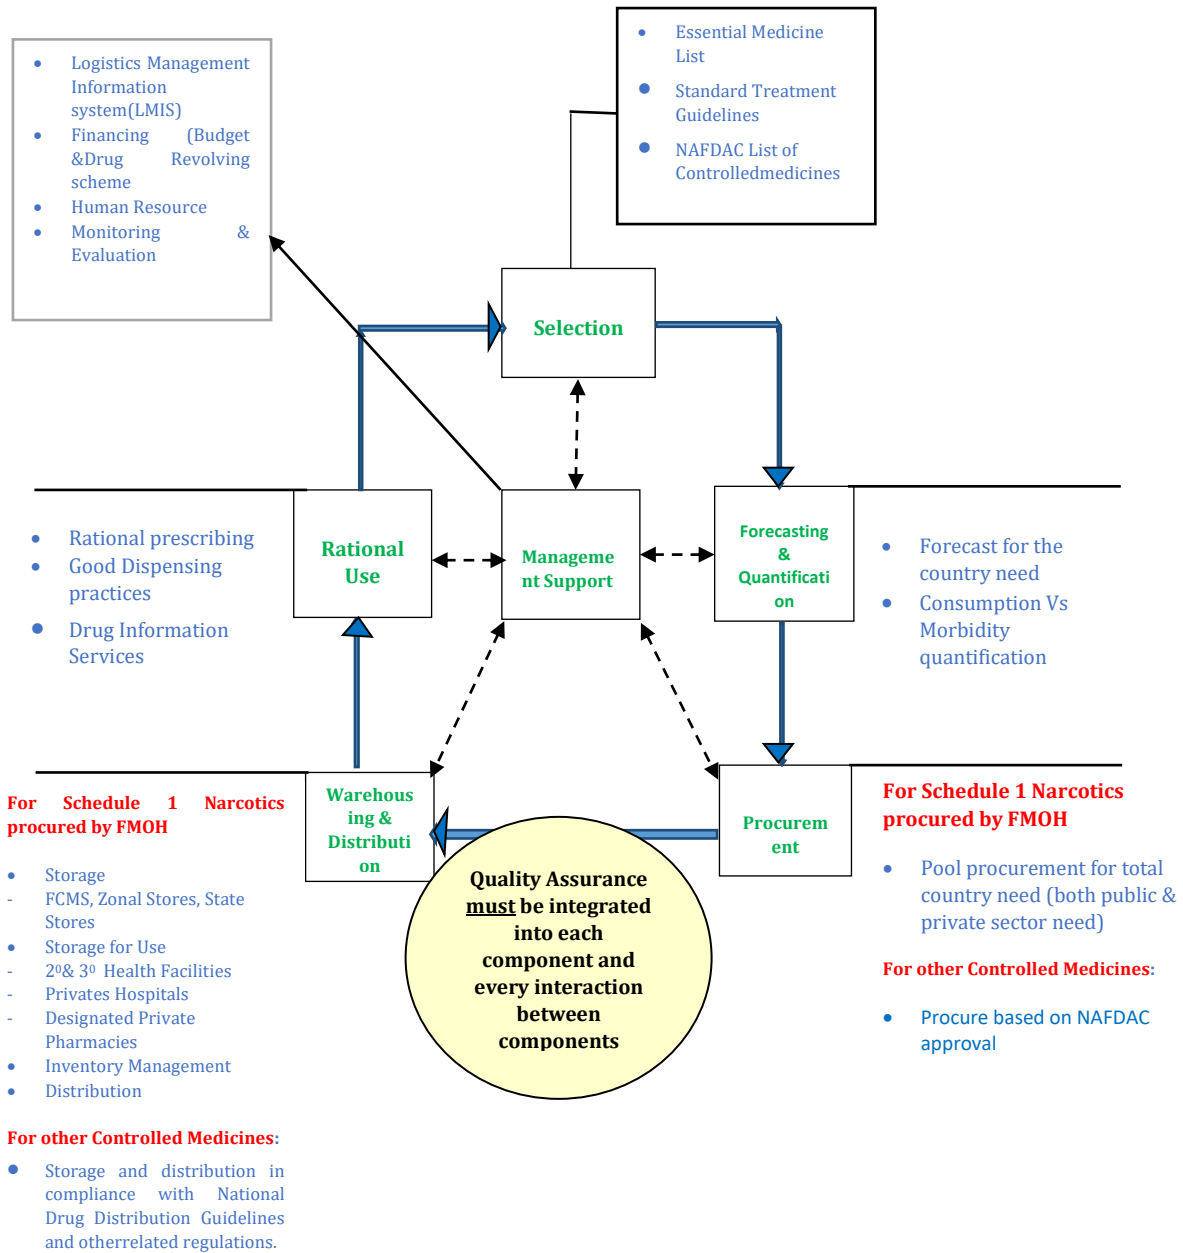 • Logistics Management
Information
system(LMIS)
• Financing (Budget
&Drug Revolving
scheme
• Human Resource
• Monitoring &
Evaluation
• Essential Medicine
List
• Standard Treatment
Guidelines
• NAFDAC List of
Controlledmedicines
Selection
• Rational prescribing
• Good Dispensing
practices
• Drug Information
Services
Rational
Use
Manageme
nt Support
Forecasting
&
Quantificati
on
• Forecast for the
country need
• Consumption Vs
Morbidity
quantification
For Schedule 1 Narcotics
procured by FMOH
• Storage
- FCMS, Zonal Stores, State
Stores
• Storage for Use
- 2⁰& 3⁰ Health Facilities
- Privates Hospitals
- Designated Private
Pharmacies
• Inventory Management
• Distribution
For other Controlled Medicines:
• Storage and distribution in
compliance with National
Drug Distribution Guidelines
and otherrelated regulations.
Warehous
ing &
Distributi
on
Quality Assurance
must be integrated
into each
component and
every interaction
between
components
Procurem
ent
For Schedule 1 Narcotics
procured by FMOH
• Pool procurement for total
country need (both public &
private sector need)
For other Controlled Medicines:
• Procure based on NAFDAC
approval